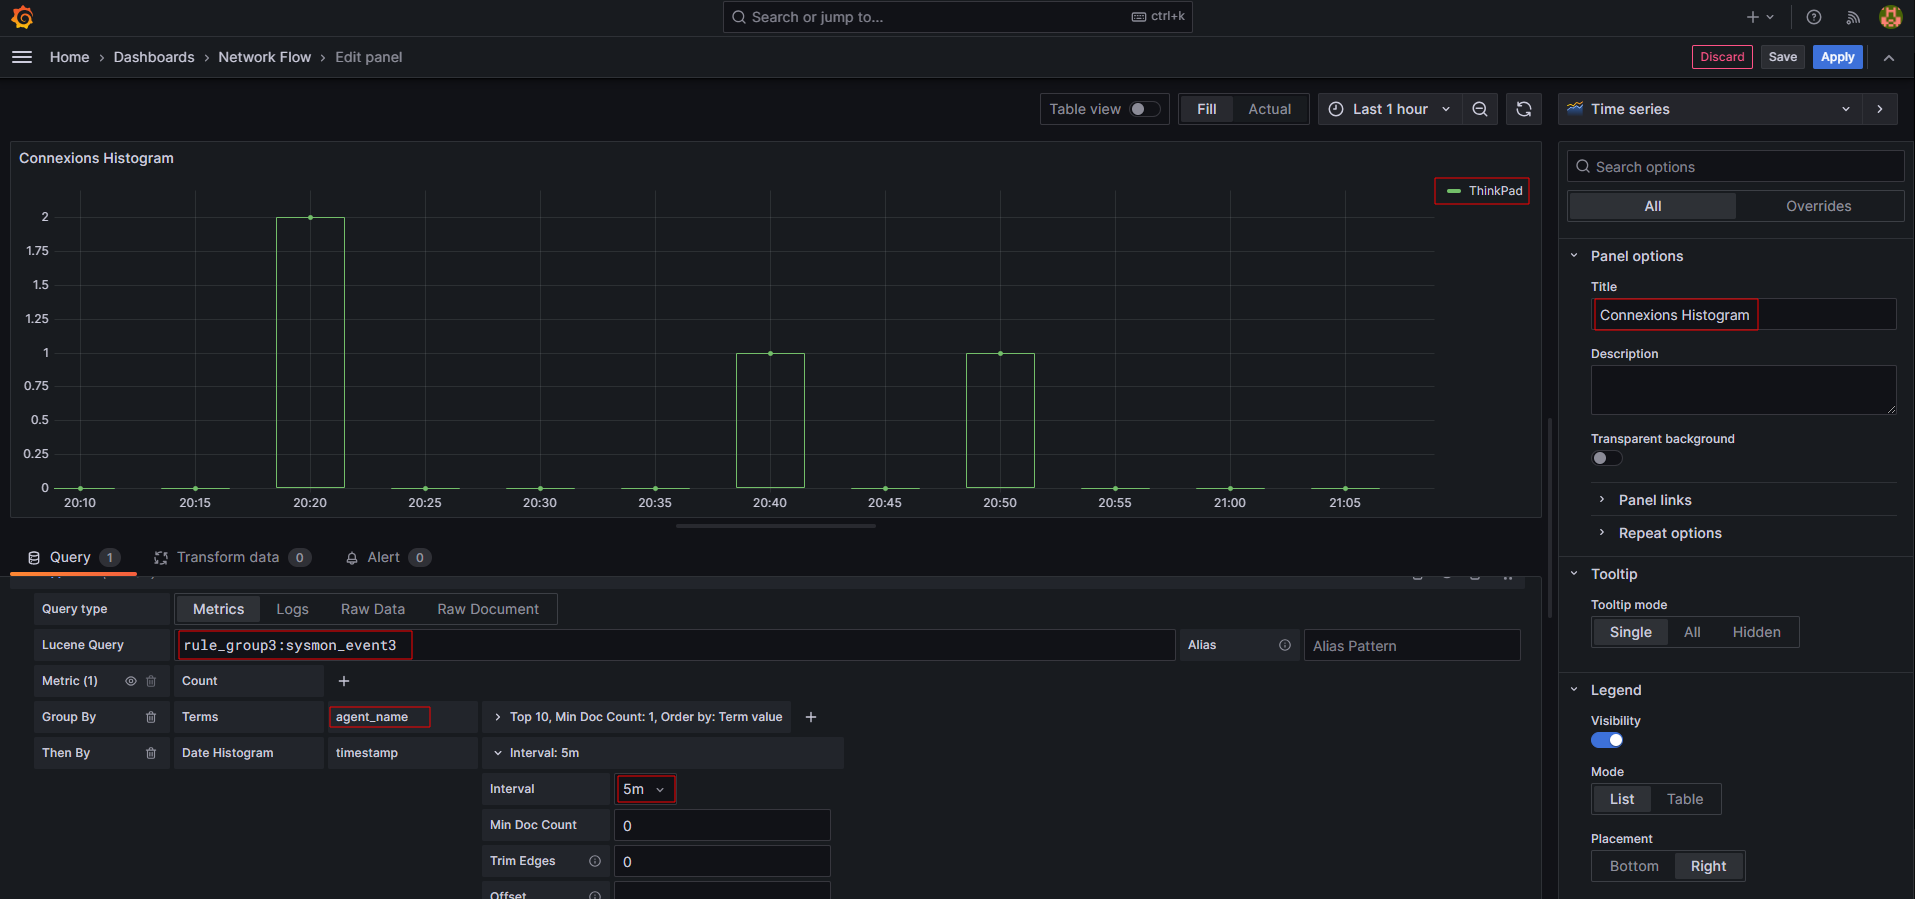 Search or jump to... ctrl+k
Home › Dashboards › Network Flow › Edit panel
Discard Save Apply
Table view Fill Actual Last 1 hour
Time series
Connexions Histogram
ThinkPad
2
1.75
1.5
1.25
1
0.75
0.5
0.25
0
20:10 20:15 20:20 20:25 20:30 20:35 20:40 20:45 20:50 20:55 21:00 21:05
Query 1 Transform data 0 Alert 0
Query type Metrics Logs Raw Data Raw Document
Lucene Query rule_group3:sysmon_event3 Alias Alias Pattern
Metric (1) Count +
Group By Terms agent_name Top 10, Min Doc Count: 1, Order by: Term value +
Then By Date Histogram timestamp Interval: 5m
Interval 5m
Min Doc Count 0
Trim Edges 0
Offset
Search options
All Overrides
Panel options
Title
Connexions Histogram
Description
Transparent background
Panel links
Repeat options
Tooltip
Tooltip mode
Single All Hidden
Legend
Visibility
Mode
List Table
Placement
Bottom Right